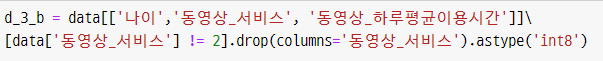 d_3_b = data[['나이','동영상_서비스', '동영상_하루평균이용시간']]\
[data['동영상_서비스'] != 2].drop(columns='동영상_서비스').astype('int8')